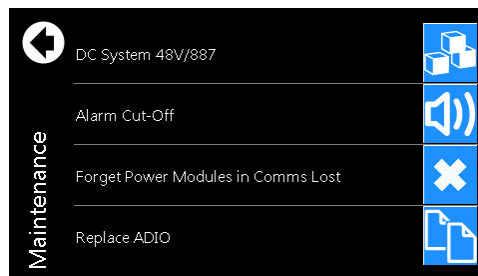 DC System 48V/887
Alarm Cut-Off
Forget Power Modules in Comms Lost
Replace ADIO
Maintenance